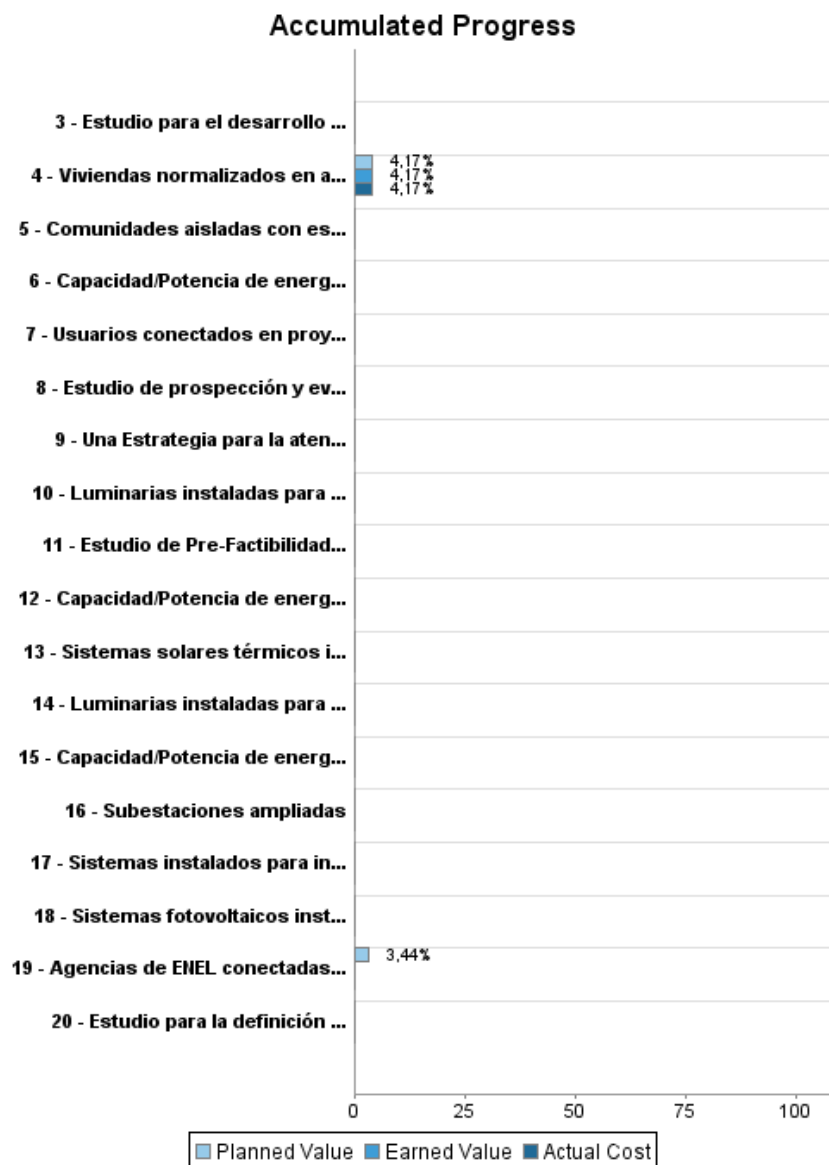 Accumulated Progress
3 - Estudio para el desarrollo ...
4 - Viviendas normalizados en a...
4,17%
4,17%
4,17%
5 - Comunidades aisladas con es...
6 - Capacidad/Potencia de energ...
7 - Usuarios conectados en proy...
8 - Estudio de prospección y ev...
9 - Una Estrategia para la aten...
10 - Luminarias instaladas para ...
11 - Estudio de Pre-Factibilidad...
12 - Capacidad/Potencia de energ...
13 - Sistemas solares térmicos i...
14 - Luminarias instaladas para ...
15 - Capacidad/Potencia de energ...
16 - Subestaciones ampliadas
17 - Sistemas instalados para in...
18 - Sistemas fotovoltaicos inst...
19 - Agencias de ENEL conectadas...
3,44%
20 - Estudio para la definición ...
0 25 50 75 100
Planned Value Earned Value Actual Cost